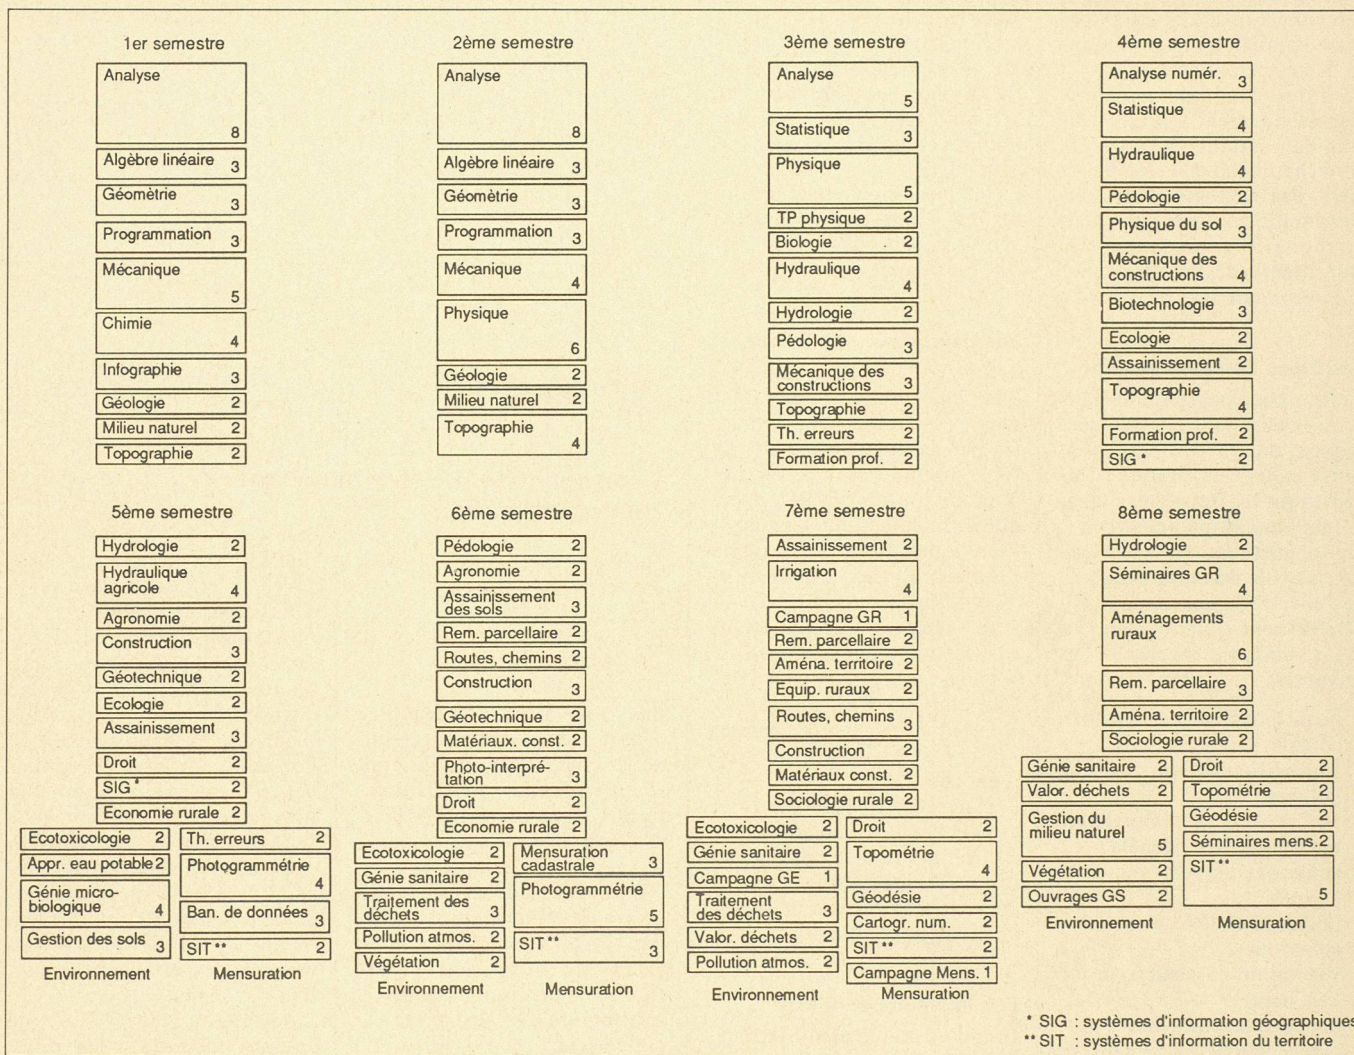 1er semestre
Analyse
8
Algèbre linéaire 3
Géomètrie
3
Programmation 3
Mécanique
5
Chimie
4
Infographie
3
Géologie 2
Milieu naturel 2
Topographie 2
2ème semestre
Analyse
8
Algèbre linéaire 3
Géomètrie
3
Programmation 3
Mécanique
4
Physique
6
Géologie 2
Milieu naturel 2
Topographie
4
3ème semestre
Analyse
5
Statistique 3
Physique
5
TP physique 2
Biologie 2
Hydraulique
4
Hydrologie 2
Pédologie
3
Mécanique des
constructions 3
Topographie 2
Th. erreurs 2
Formation prof. 2
4ème semestre
Analyse numér. 3
Statistique
4
Hydraulique
4
Pédologie 2
Physique du sol 3
Mécanique des
constructions 4
Biotechnologie 3
Ecologie 2
Assainissement 2
Topographie
4
Formation prof. 2
SIG * 2
5ème semestre
Hydrologie 2
Hydraulique
agricole 4
Agronomie 2
Construction
3
Géotechnique 2
Ecologie 2
Assainissement 3
Droit 2
SIG * 2
Economie rurale 2
Ecotoxicologie 2
Appr. eau potable 2
Génie micro-
biologique 4
Gestion des sols 3
Environnement
Th. erreurs 2
Photogrammétrie
4
Ban. de données 3
SIT ** 2
Mensuration
6ème semestre
Pédologie 2
Agronomie 2
Assainissement
des sols 3
Rem. parcellaire 2
Routes, chemins 2
Construction
3
Géotechnique 2
Matériaux. const. 2
Photo-interpré-
tation 3
Droit 2
Economie rurale 2
Ecotoxicologie 2
Génie sanitaire 2
Traitement des
déchets 3
Pollution atmos. 2
Végétation 2
Environnement
Mensuration
cadastrale 3
Photogrammétrie
5
SIT **
3
Mensuration
7ème semestre
Assainissement 2
Irrigation
4
Campagne GR 1
Rem. parcellaire 2
Aména. territoire 2
Equip. ruraux 2
Routes, chemins 3
Construction 2
Matériaux const. 2
Sociologie rurale 2
Ecotoxicologie 2
Génie sanitaire 2
Campagne GE 1
Traitement
des déchets 3
Valor. déchets 2
Pollution atmos. 2
Environnement
Droit 2
Topométrie
4
Géodésie 2
Cartogr. num. 2
SIT ** 2
Campagne Mens. 1
Mensuration
8ème semestre
Hydrologie 2
Séminaires GR
4
Aménagements
ruraux
6
Rem. parcellaire 3
Aména. territoire 2
Sociologie rurale 2
Génie sanitaire 2
Valor. déchets 2
Gestion du
milieu naturel
5
Végétation 2
Ouvrages GS 2
Environnement
Droit 2
Topométrie 2
Géodésie 2
Séminaires mens. 2
SIT **
5
Mensuration
* SIG : systèmes d'information géographiques
** SIT : systèmes d'information du territoire